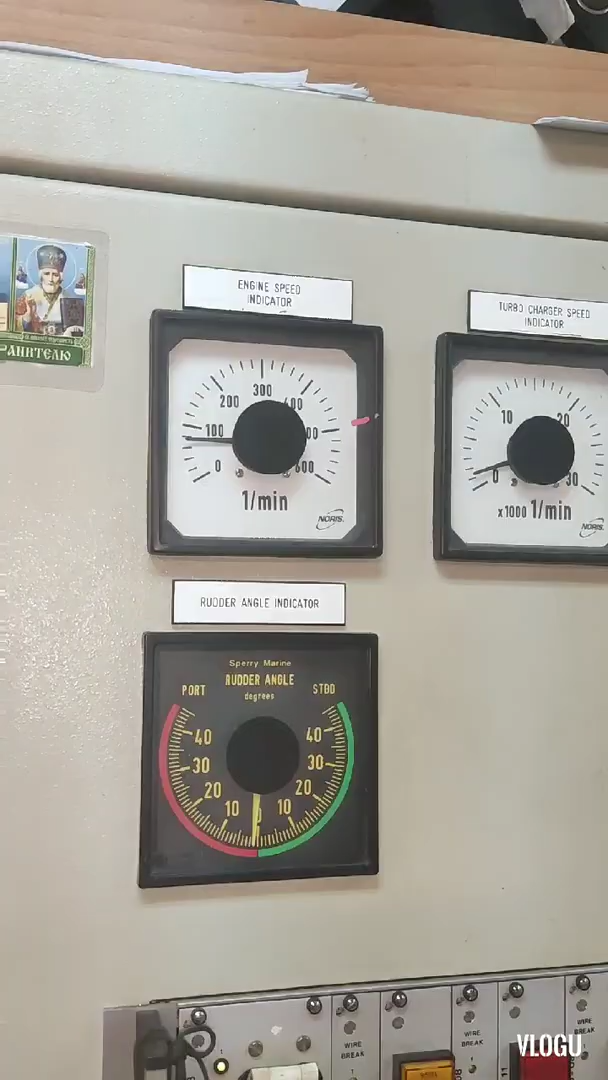 ENGINE SPEED
INDICATOR
TURBO CHARGER SPEED
INDICATOR
РАНИТЕЛЮ
300
200
100
0
600
1/min
NORIS
10
20
0
30
x1000 1/min
NORIS
RUDDER ANGLE INDICATOR
Sperry Marine
RUDDER ANGLE
degrees
PORT
STBD
40
40
30
30
20
20
10
10
0
WIRE
BREAK
WIRE
BREAK
WIRE
BREAK
VLOGU